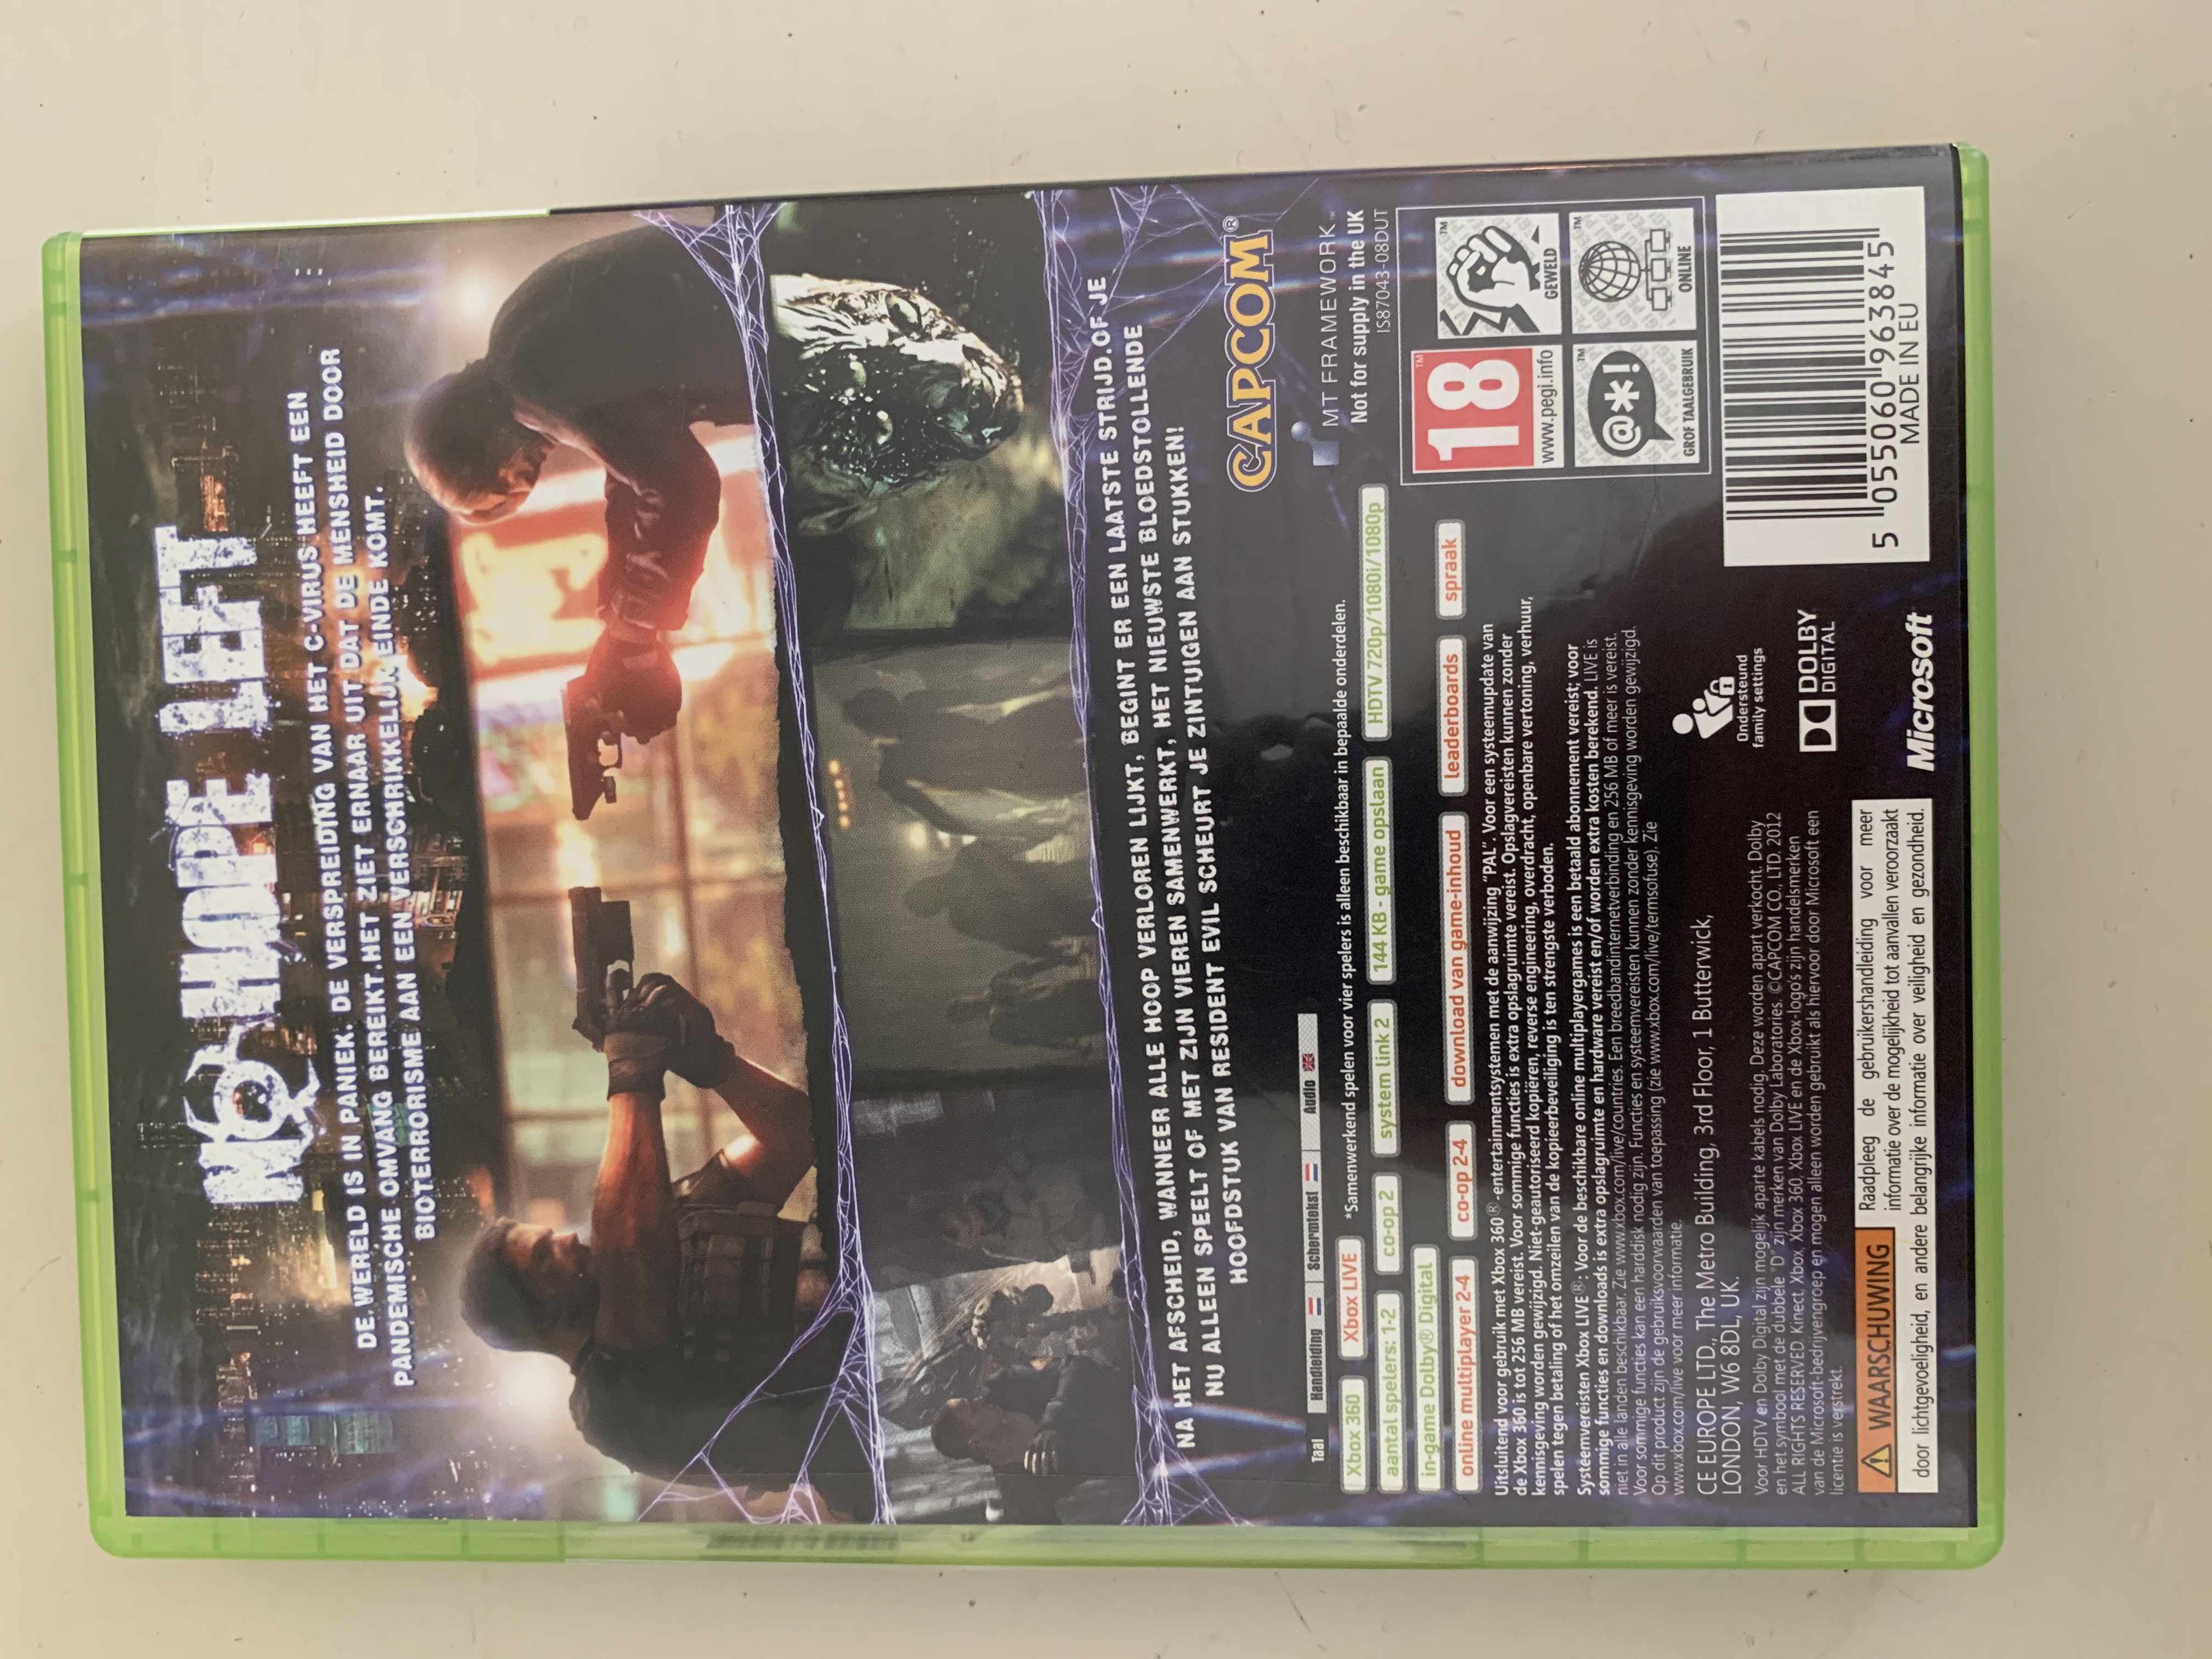 NO HOPE LEFT
DE WERELD IS IN PANIEK. DE VERSPREIDING VAN HET C-VIRUS HEEFT EEN
PANDEMISCHE OMVANG BEREIKT.HET ZIET ERNAAR UIT DAT DE MENSHEID DOOR
BIOTERRORISME AAN EEN VERSCHRIKKELIJK EINDE KOMT.
NA HET AFSCHEID, WANNEER ALLE HOOP VERLOREN LIJKT, BEGINT ER EEN LAATSTE STRIJD.OF JE
NU ALLEEN SPEELT OF MET ZIJN VIEREN SAMENWERKT, HET NIEUWSTE BLOEDSTOLLENDE
HOOFDSTUK VAN RESIDENT EVIL SCHEURT JE ZINTUIGEN AAN STUKKEN!
CAPCOM®
Taal Handleiding Schermtekst Audio
MT FRAMEWORK™
Not for supply in the UK
IS87043-08DUT
Xbox 360 Xbox LIVE *Samenwerkend spelen voor vier spelers is alleen beschikbaar in bepaalde onderdelen.
aantal spelers: 1-2 co-op 2 system link 2 144 KB - game opslaan HDTV 720p/1080i/1080p
in-game Dolby® Digital
online multiplayer 2-4 co-op 2-4 download van game-inhoud leaderboards spraak
Uitsluitend voor gebruik met Xbox 360®-entertainmentsystemen met de aanwijzing “PAL”. Voor een systeemupdate van
de Xbox 360 is tot 256 MB vereist. Voor sommige functies is extra opslagruimte vereist. Opslagvereisten kunnen zonder
kennisgeving worden gewijzigd. Niet-geautoriseerd kopiëren, reverse engineering, overdracht, openbare vertoning, verhuur,
spelen tegen betaling of het omzeilen van de kopieerbeveiliging is ten strengste verboden.
Systeemvereisten Xbox LIVE®: Voor de beschikbare online multiplayergames is een betaald abonnement vereist; voor
sommige functies en downloads is extra opslagruimte en hardware vereist en/of worden extra kosten berekend. LIVE is
niet in alle landen beschikbaar. Zie www.xbox.com/live/countries. Een breedbandinternetverbinding en 256 MB of meer is vereist.
Voor sommige functies kan een harddisk nodig zijn. Functies en systeemvereisten kunnen zonder kennisgeving worden gewijzigd.
Op dit product zijn de gebruiksvoorwaarden van toepassing (zie www.xbox.com/live/termsofuse). Zie
www.xbox.com/live voor meer informatie.
CE EUROPE LTD., The Metro Building, 3rd Floor, 1 Butterwick,
LONDON, W6 8DL, UK.
Voor HDTV en Dolby Digital zijn mogelijk aparte kabels nodig. Deze worden apart verkocht. Dolby
en het symbool met de dubbele "D" zijn merken van Dolby Laboratories. ©CAPCOM CO., LTD. 2012
ALL RIGHTS RESERVED. Kinect, Xbox, Xbox 360, Xbox LIVE en de Xbox-logo's zijn handelsmerken
van de Microsoft-bedrijvengroep en mogen alleen worden gebruikt als hiervoor door Microsoft een
licentie is verstrekt.
WAARSCHUWING Raadpleeg de gebruikershandleiding voor meer
informatie over de mogelijkheid tot aanvallen veroorzaakt
door lichtgevoeligheid, en andere belangrijke informatie over veiligheid en gezondheid.
Ondersteund
family settings
DOLBY
DIGITAL
Microsoft
18
www.pegi.info
GEWELD
@*!
GROF TAALGEBRUIK
ONLINE
5 055060 963845
MADE IN EU